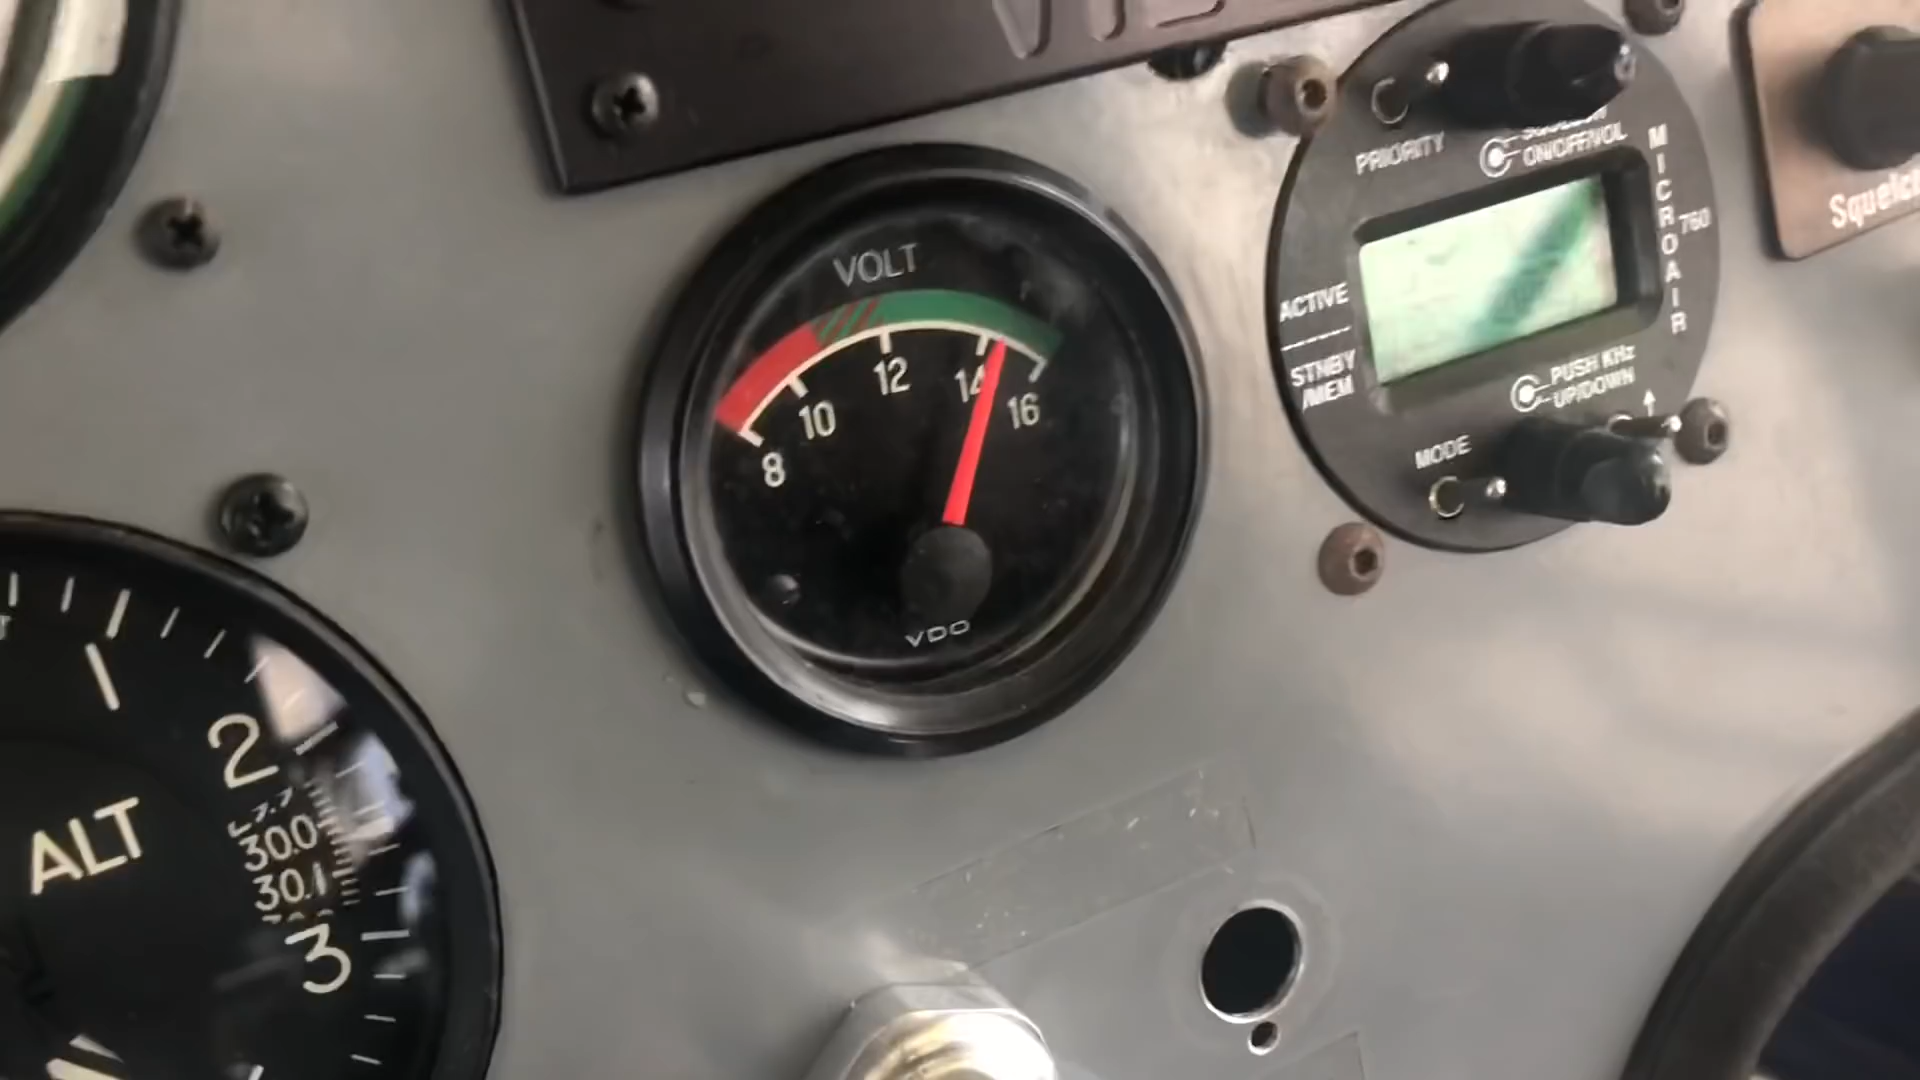 VOLT
8
10
12
14
16
VDO
PRIORITY
ON/OFF/VOL
MICROAIR
760
ACTIVE
STNBY
/MEM
PUSH KHz
UP/DOWN
MODE
Squelch
1
2
ALT
30.0
30.1
3